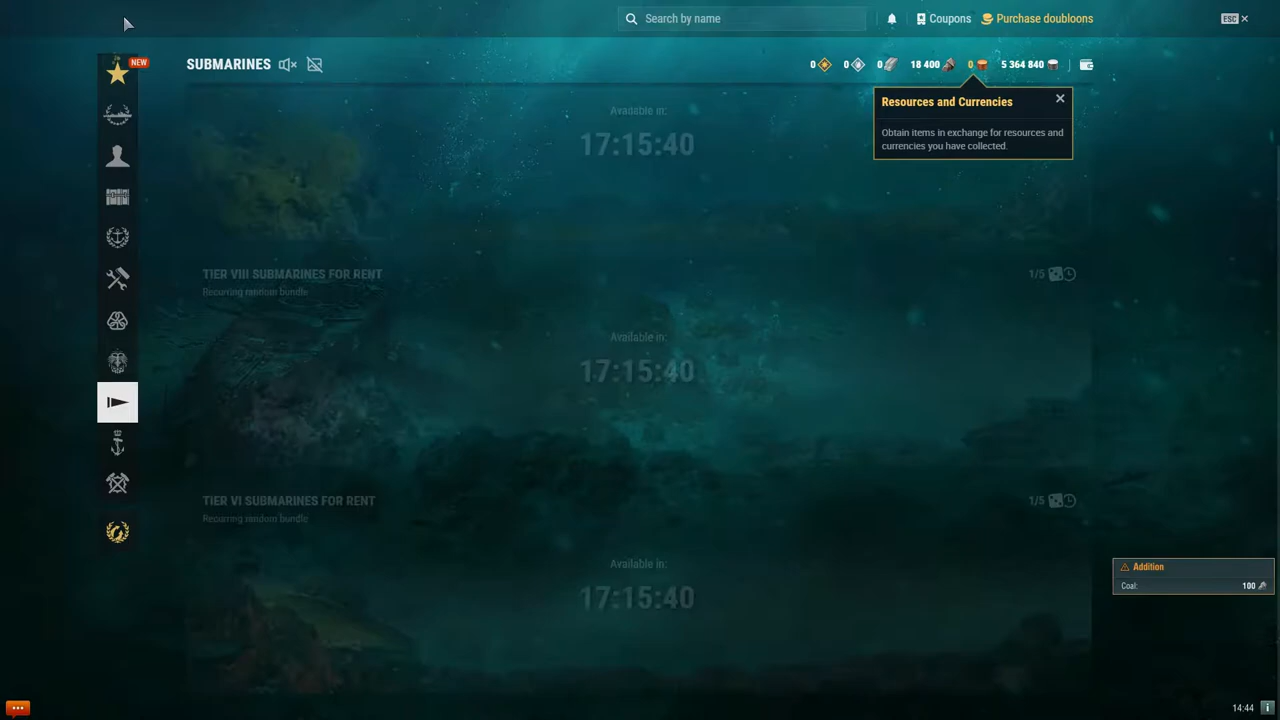 Search by name
Coupons
Purchase doubloons
ESC
NEW
SUBMARINES
0
0
0
18 400
0
5 364 840
Resources and Currencies
Obtain items in exchange for resources and
currencies you have collected.
Available in:
17:15:40
TIER VIII SUBMARINES FOR RENT
1/5
Recurring random bundle
Available in:
17:15:40
TIER VI SUBMARINES FOR RENT
1/5
Recurring random bundle
Available in:
17:15:40
Addition
Coal:
100
14:44